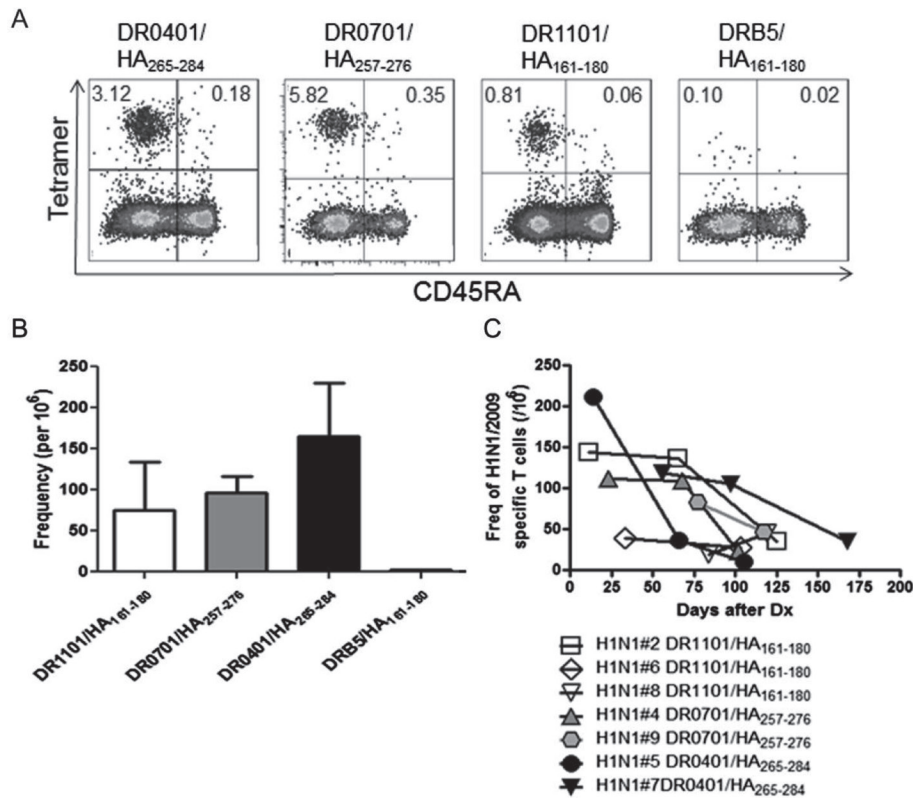 A
DR0401/ HA265-284
DR0701/ HA257-276
DR1101/ HA161-180
DRB5/ HA161-180
3.12 0.18
5.82 0.35
0.81 0.06
0.10 0.02
Tetramer
CD45RA
B
Frequency (per 10^6)
250
200
150
100
50
0
DR1101/HA161-180
DR0701/HA257-276
DR0401/HA265-284
DRB5/HA161-180
C
Freq of H1N1/2009
specific T cells (/10^6)
250
200
150
100
50
0
0 25 50 75 100 125 150 175 200
Days after Dx
H1N1#2 DR1101/HA161-180
H1N1#6 DR1101/HA161-180
H1N1#8 DR1101/HA161-180
H1N1#4 DR0701/HA257-276
H1N1#9 DR0701/HA257-276
H1N1#5 DR0401/HA265-284
H1N1#7DR0401/HA265-284